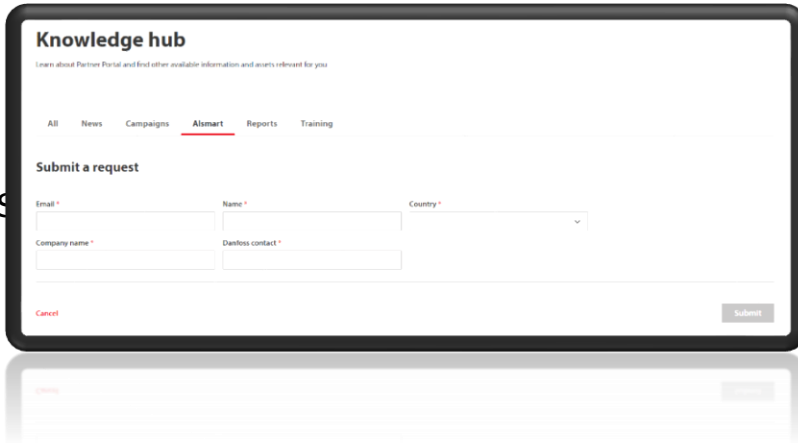 Knowledge hub
Learn about Partner Portal and find other available information and assets relevant for you
All News Campaigns Alsmart Reports Training
Submit a request
Email * Name * Country *
Company name * Danfoss contact *
Cancel Submit